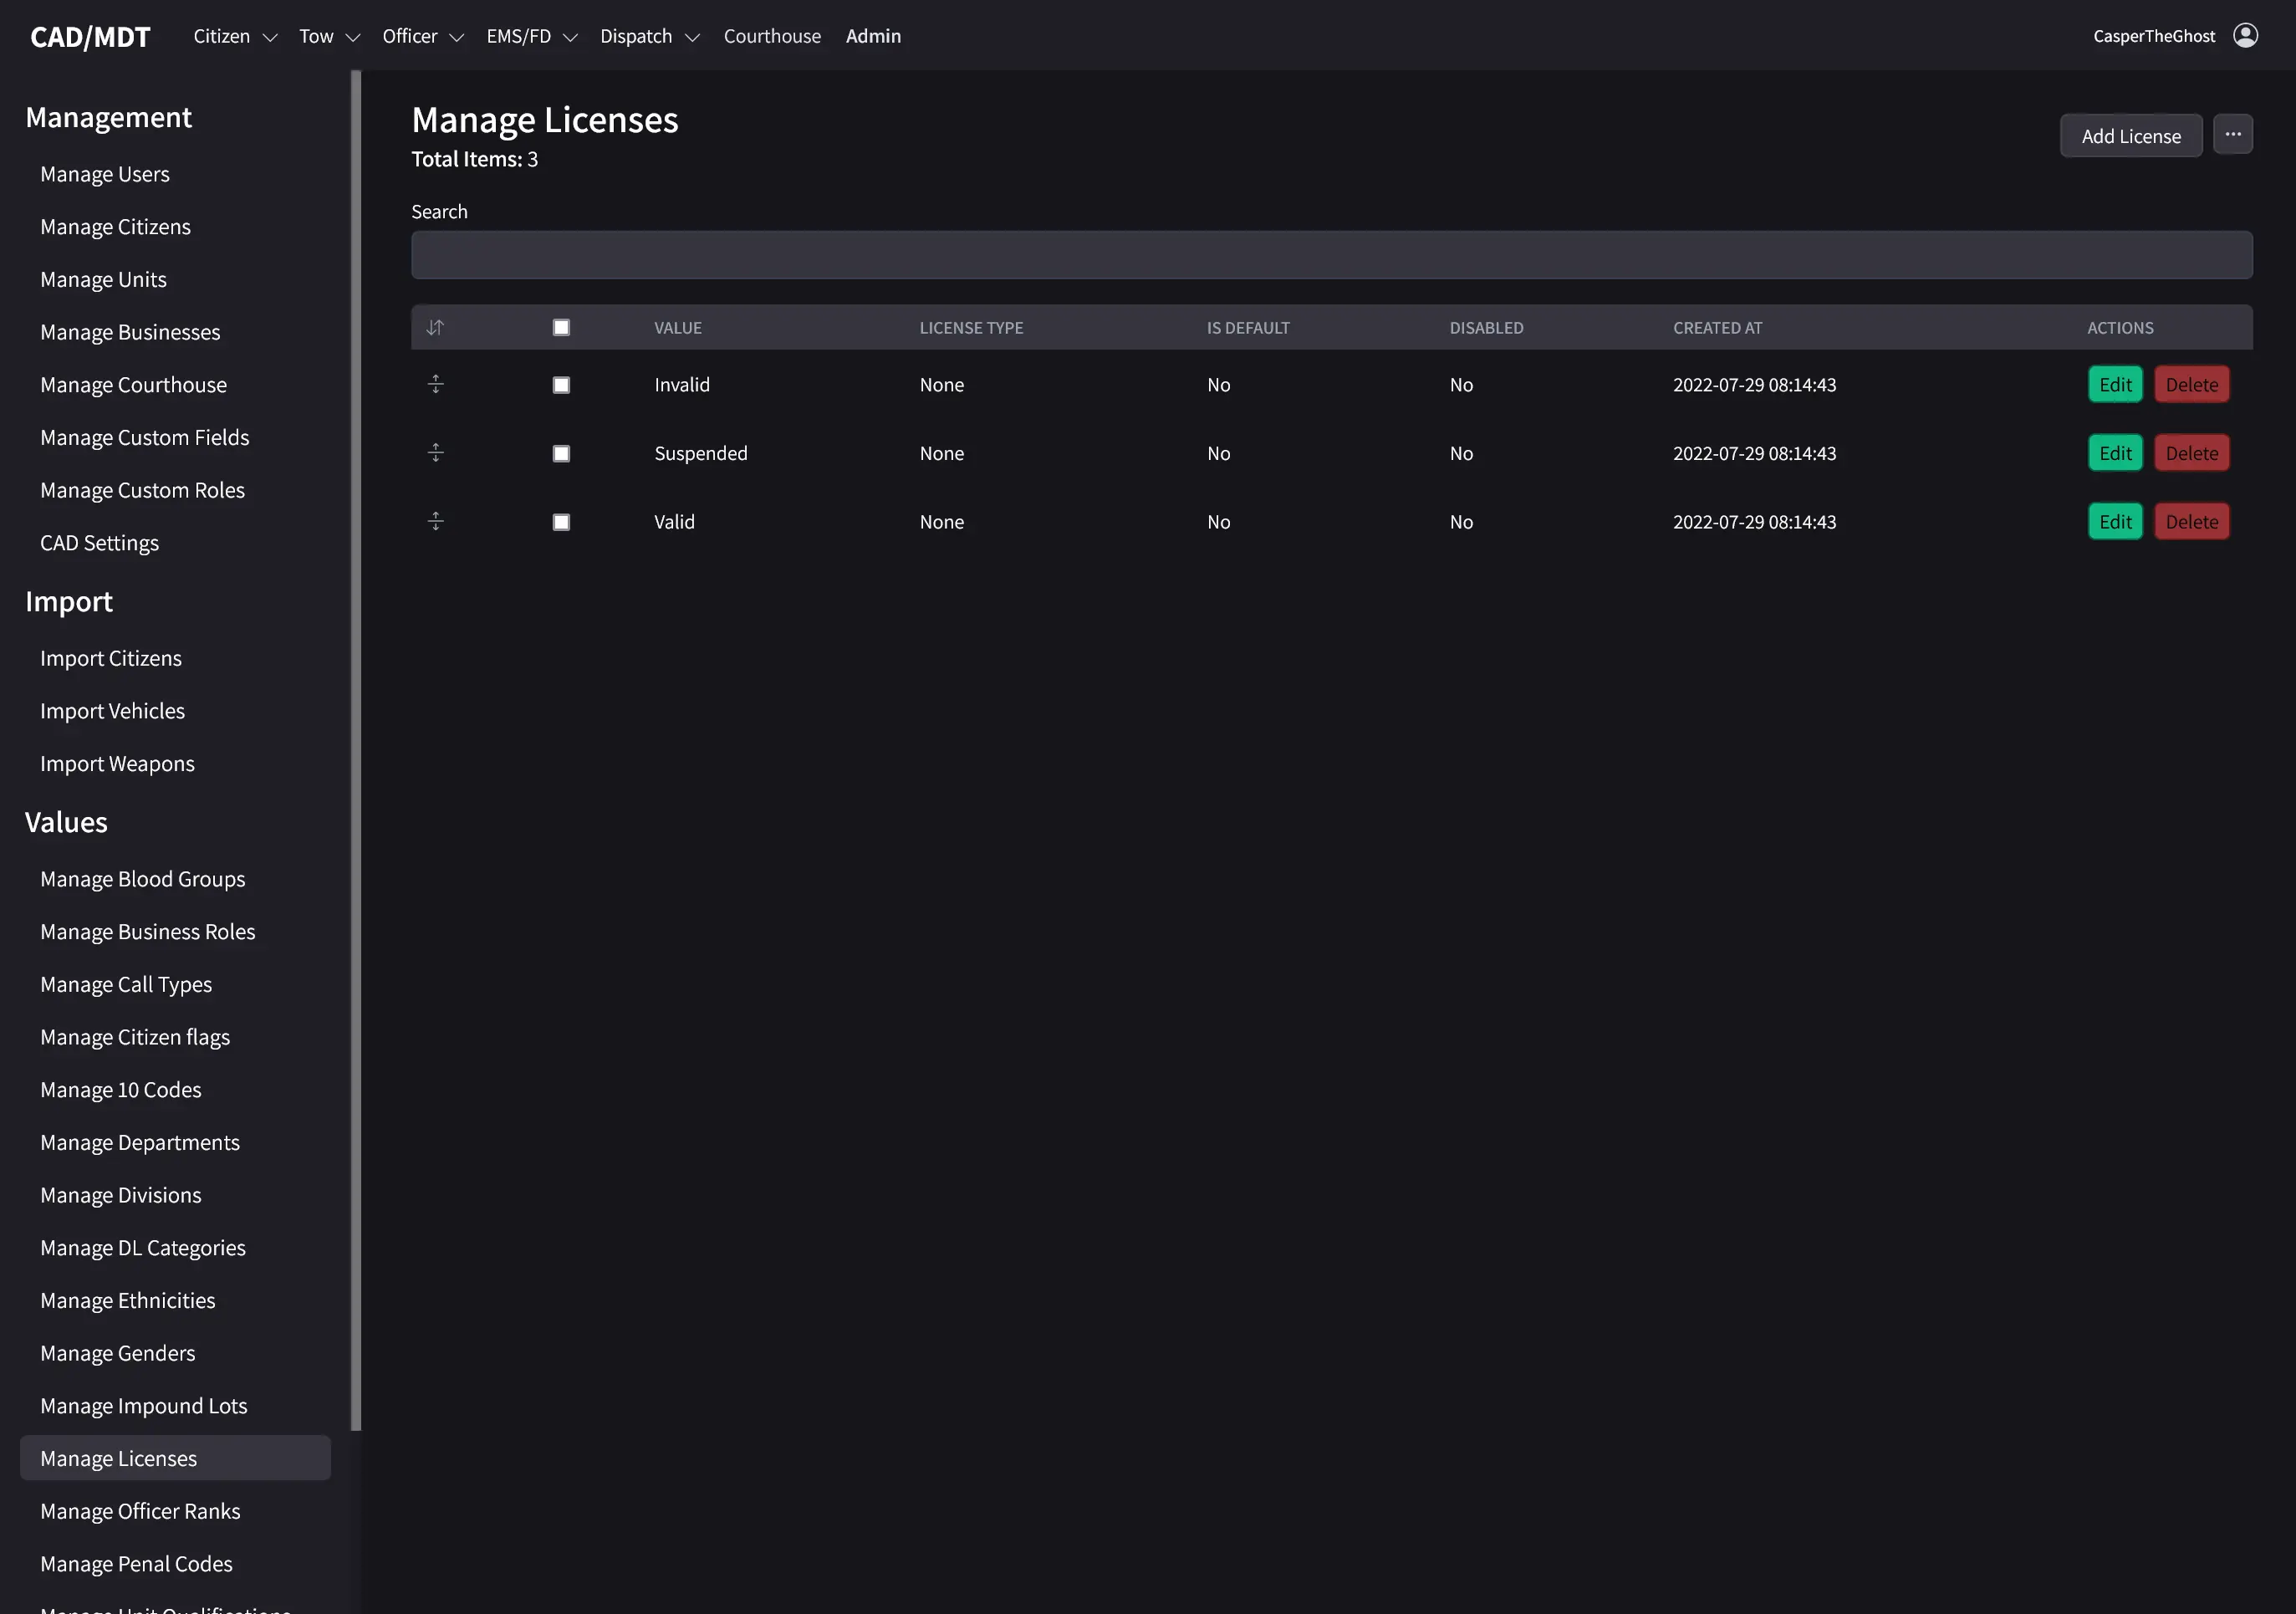 CAD/MDT Citizen Tow Officer EMS/FD Dispatch Courthouse Admin CasperTheGhost
Management
Manage Users
Manage Citizens
Manage Units
Manage Businesses
Manage Courthouse
Manage Custom Fields
Manage Custom Roles
CAD Settings
Import
Import Citizens
Import Vehicles
Import Weapons
Values
Manage Blood Groups
Manage Business Roles
Manage Call Types
Manage Citizen flags
Manage 10 Codes
Manage Departments
Manage Divisions
Manage DL Categories
Manage Ethnicities
Manage Genders
Manage Impound Lots
Manage Licenses
Manage Officer Ranks
Manage Penal Codes
Manage Unit Qualifications
Manage Licenses
Total Items: 3
Add License
Search
VALUE LICENSE TYPE IS DEFAULT DISABLED CREATED AT ACTIONS
Invalid None No No 2022-07-29 08:14:43 Edit Delete
Suspended None No No 2022-07-29 08:14:43 Edit Delete
Valid None No No 2022-07-29 08:14:43 Edit Delete